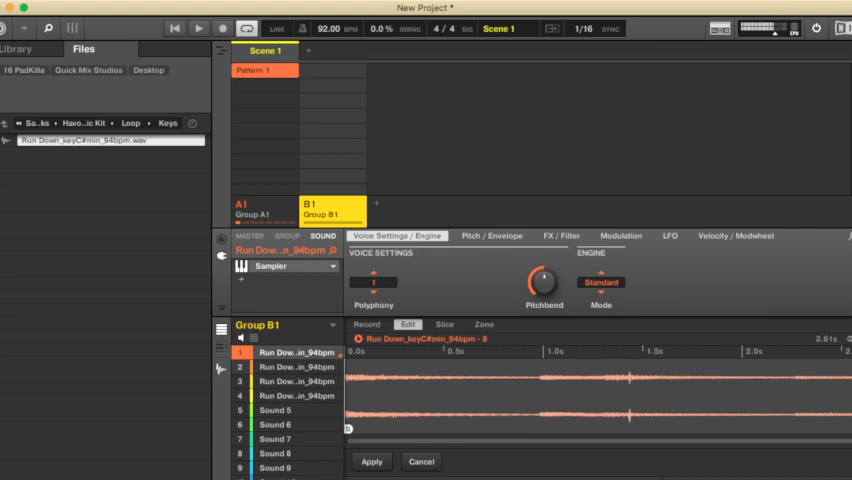 New Project *
LINK 92.00 BPM 0.0 % SWING 4 / 4 SIG Scene 1 1/16 SYNC
CPU
Library Files
Scene 1 +
16 PadKilla Quick Mix Studios Desktop
Pattern 1
Sa..ks Havo..ic Kit Loop Keys
Run Down_keyC#min_94bpm.wav
A1 B1 +
Group A1 Group B1
MASTER GROUP SOUND Voice Settings / Engine Pitch / Envelope FX / Filter Modulation LFO Velocity / Modwheel
Run Dow..n_94bpm VOICE SETTINGS ENGINE
Sampler
+ 1 Standard
Polyphony Pitchbend Mode
Group B1 Record Edit Slice Zone
Run Down_keyC#min_94bpm - 8 2.61s
1 Run Dow..in_94bpm 0.0s 0.5s 1.0s 1.5s 2.0s
2 Run Dow..in_94bpm
3 Run Dow..in_94bpm
4 Run Dow..in_94bpm
5 Sound 5
6 Sound 6
S
7 Sound 7
8 Sound 8
Apply Cancel
9 Sound 9